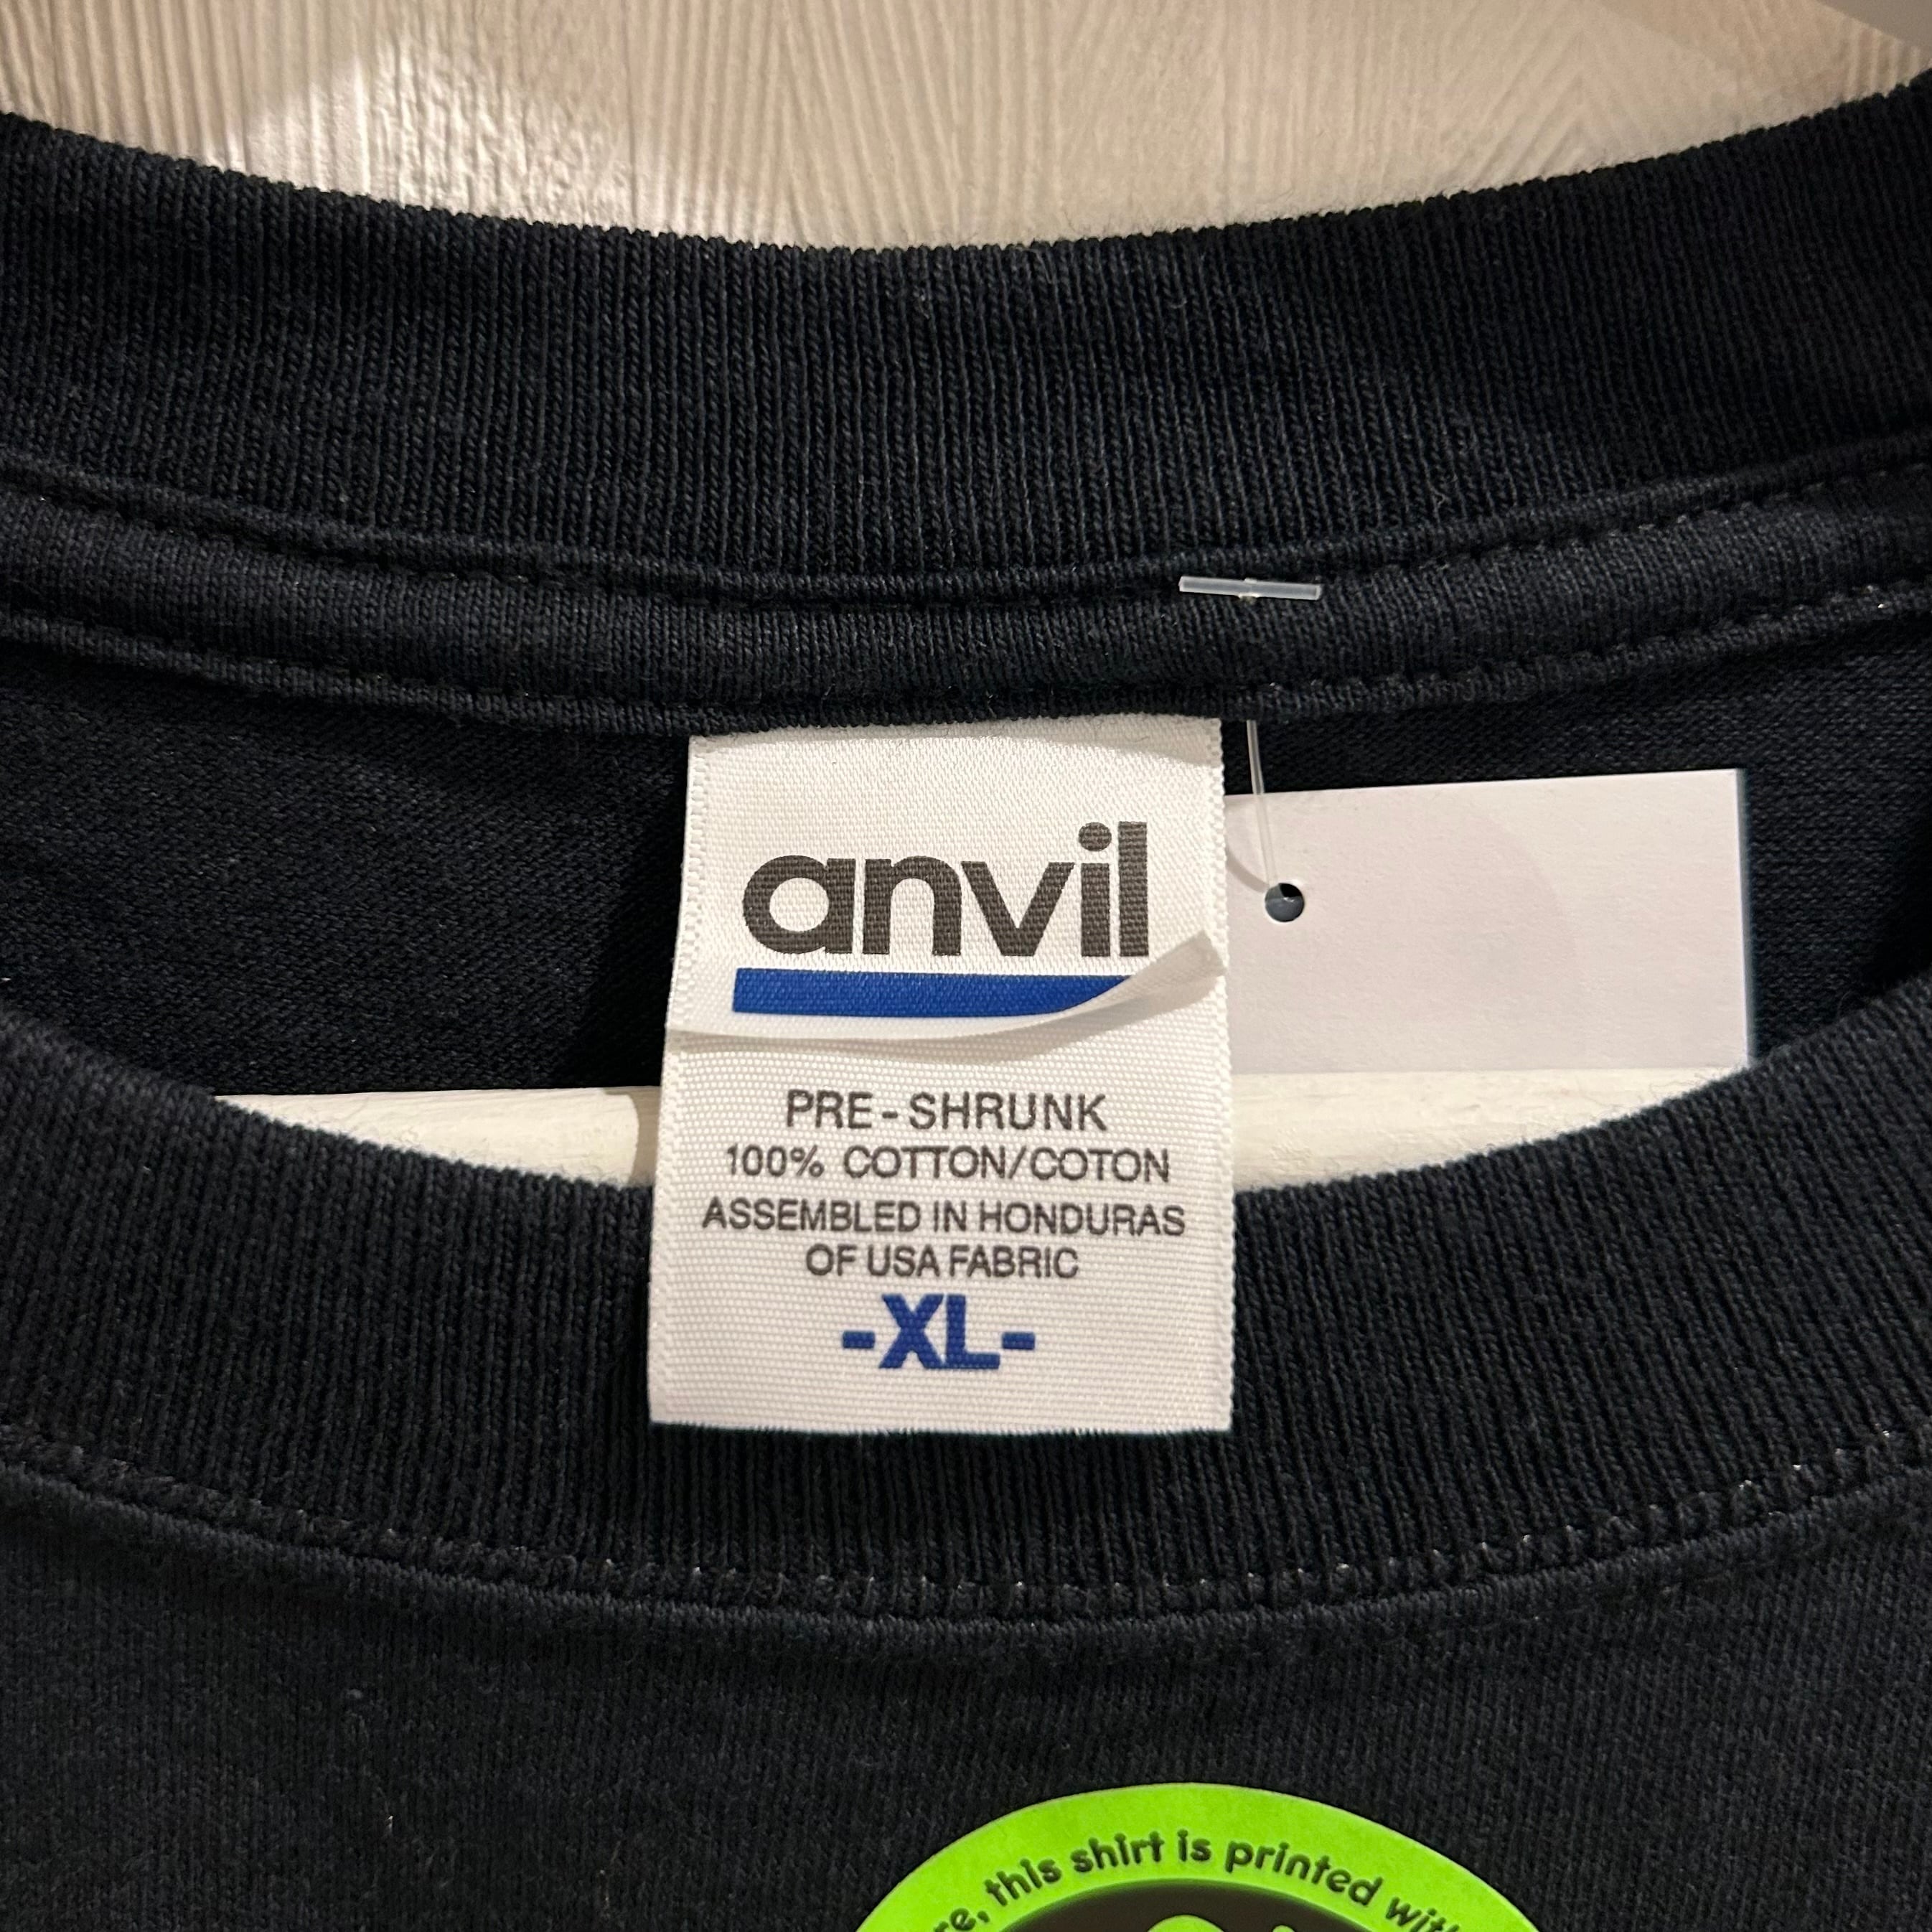 anvil
PRE-SHRUNK
100% COTTON/COTON
ASSEMBLED IN HONDURAS
OF USA FABRIC
-XL-
this shirt is printed